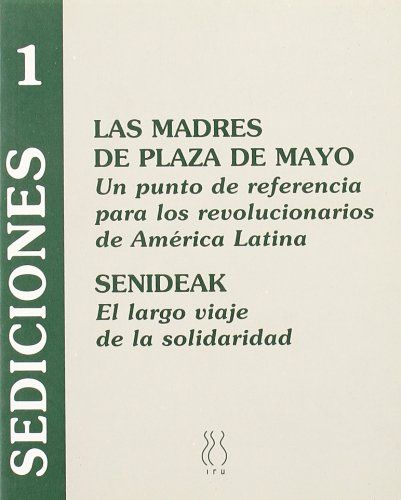 SEDICIONES 1
LAS MADRES
DE PLAZA DE MAYO
Un punto de referencia
para los revolucionarios
de América Latina
SENIDEAK
El largo viaje
de la solidaridad
iru